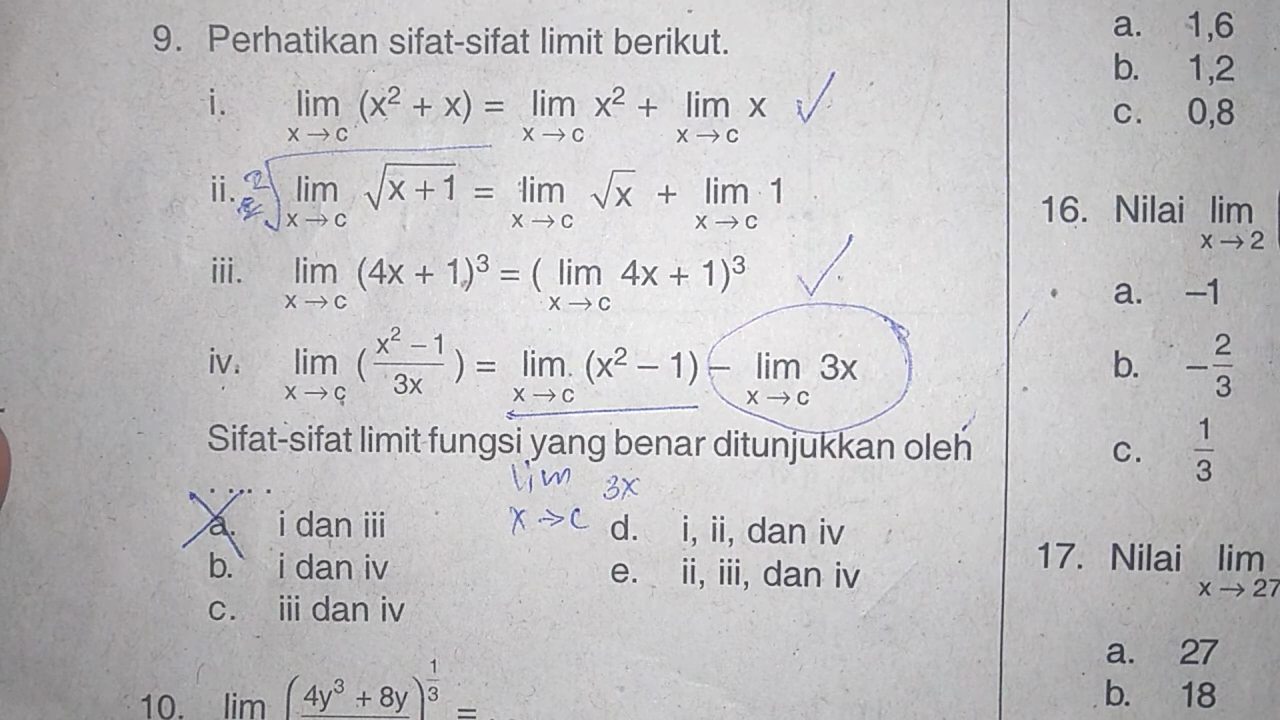 9. Perhatikan sifat-sifat limit berikut.
i. lim (x² + x) = lim x² + lim x ✓
x→c x→c x→c
ii. 2 lim √(x + 1) = lim √x + lim 1
x→c x→c x→c
iii. lim (4x + 1)³ = ( lim 4x + 1)³ ✓
x→c x→c
iv. lim (x² – 1 / 3x) = lim (x² – 1) – lim 3x
x→c x→c x→c
Sifat-sifat limit fungsi yang benar ditunjukkan oleh
. . . .
lim 3x
x→c
a. i dan iii
b. i dan iv
c. iii dan iv
d. i, ii, dan iv
e. ii, iii, dan iv
10. lim (4y³ + 8y)^(1/3) =
a. 1,6
b. 1,2
c. 0,8
16. Nilai lim
x→2
a. –1
b. –2/3
c. 1/3
17. Nilai lim
x→27
a. 27
b. 18